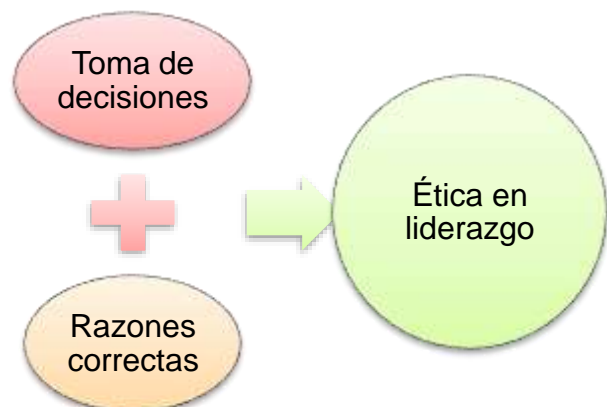 Toma de
decisiones
Razones
correctas
Ética en
liderazgo